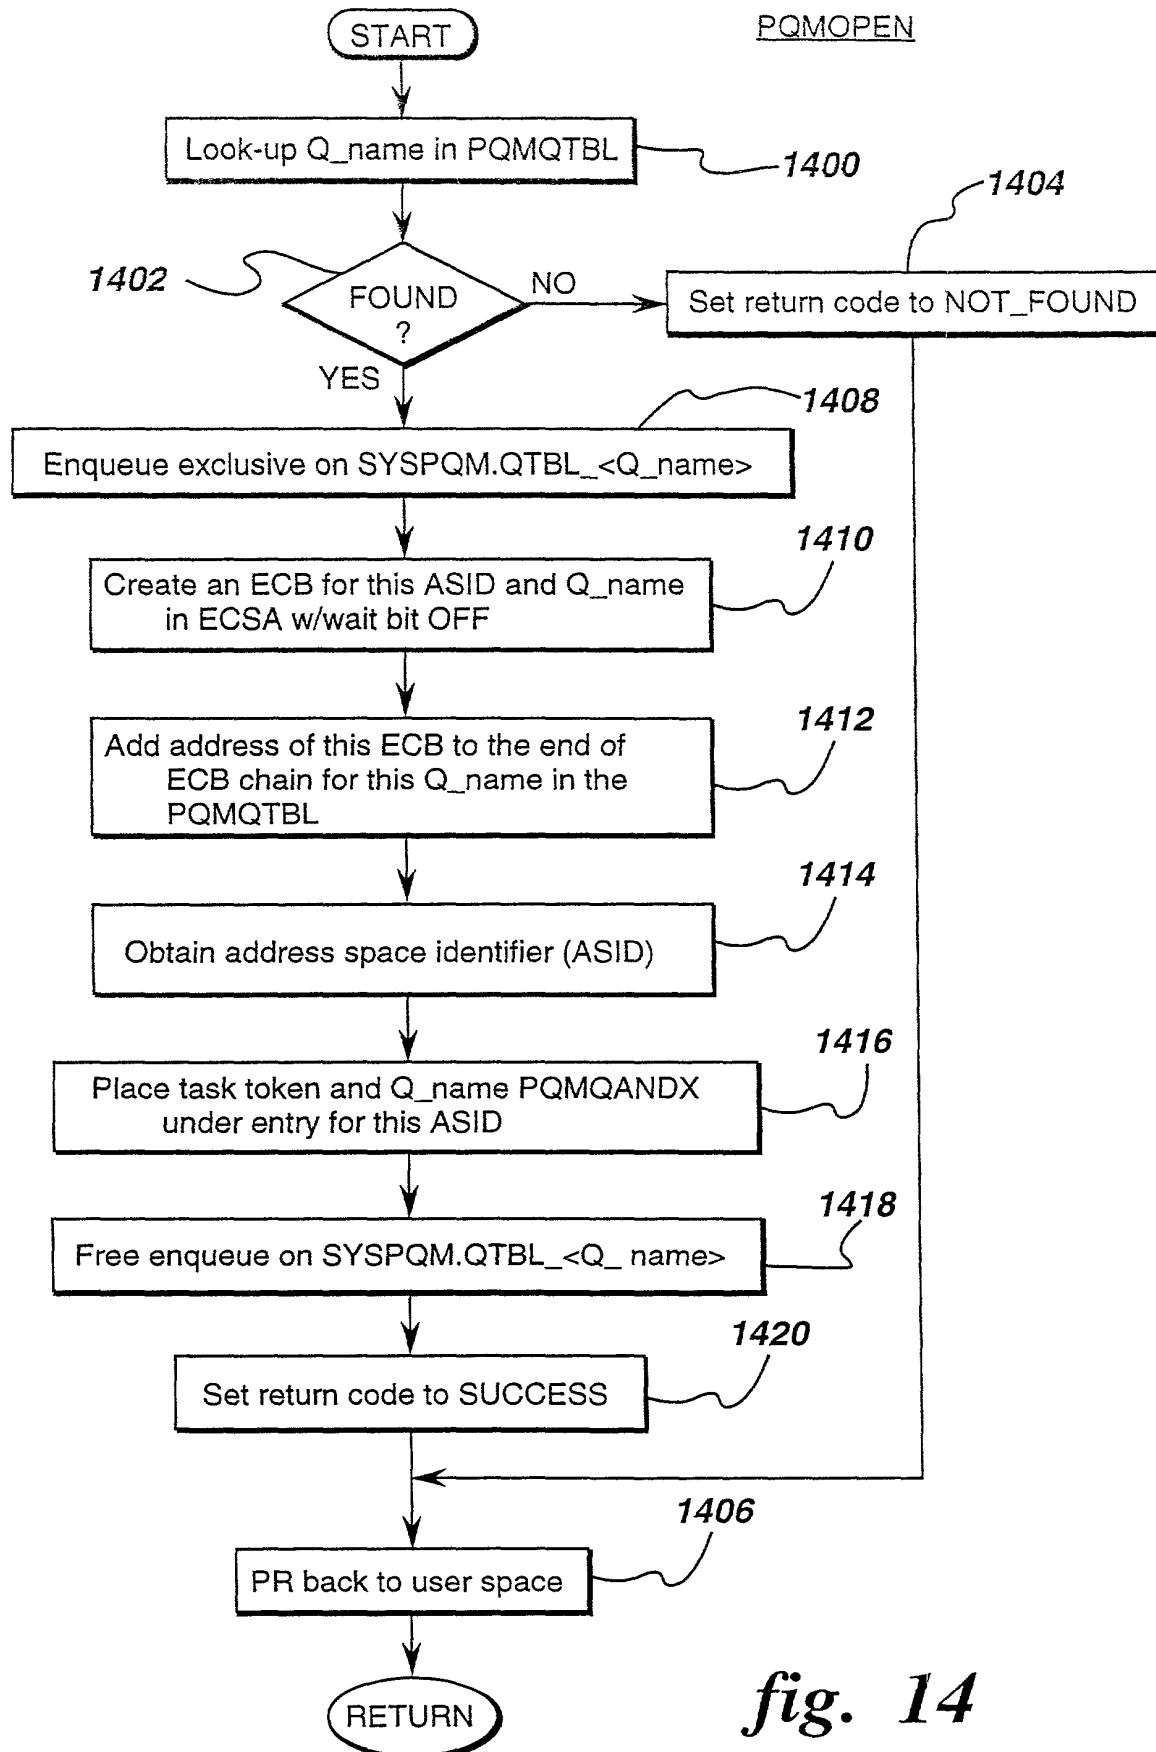 START
PQMOPEN
Look-up Q_name in PQMQTBL
1400
1404
1402
FOUND
?
NO
Set return code to NOT_FOUND
YES
1408
Enqueue exclusive on SYSPQM.QTBL_<Q_name>
1410
Create an ECB for this ASID and Q_name
in ECSA w/wait bit OFF
1412
Add address of this ECB to the end of
ECB chain for this Q_name in the
PQMQTBL
1414
Obtain address space identifier (ASID)
1416
Place task token and Q_name PQMQANDX
under entry for this ASID
1418
Free enqueue on SYSPQM.QTBL_<Q_ name>
1420
Set return code to SUCCESS
1406
PR back to user space
RETURN
fig. 14